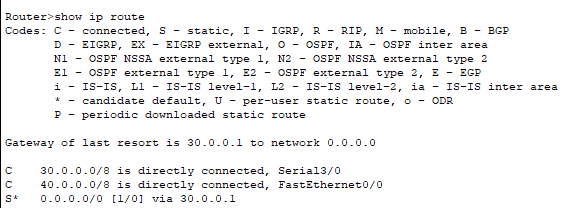 Router>show ip route
Codes: C - connected, S - static, I - IGRP, R - RIP, M - mobile, B - BGP
D - EIGRP, EX - EIGRP external, O - OSPF, IA - OSPF inter area
N1 - OSPF NSSA external type 1, N2 - OSPF NSSA external type 2
E1 - OSPF external type 1, E2 - OSPF external type 2, E - EGP
i - IS-IS, L1 - IS-IS level-1, L2 - IS-IS level-2, ia - IS-IS inter area
* - candidate default, U - per-user static route, o - ODR
P - periodic downloaded static route
Gateway of last resort is 30.0.0.1 to network 0.0.0.0
C 30.0.0.0/8 is directly connected, Serial3/0
C 40.0.0.0/8 is directly connected, FastEthernet0/0
S* 0.0.0.0/0 [1/0] via 30.0.0.1